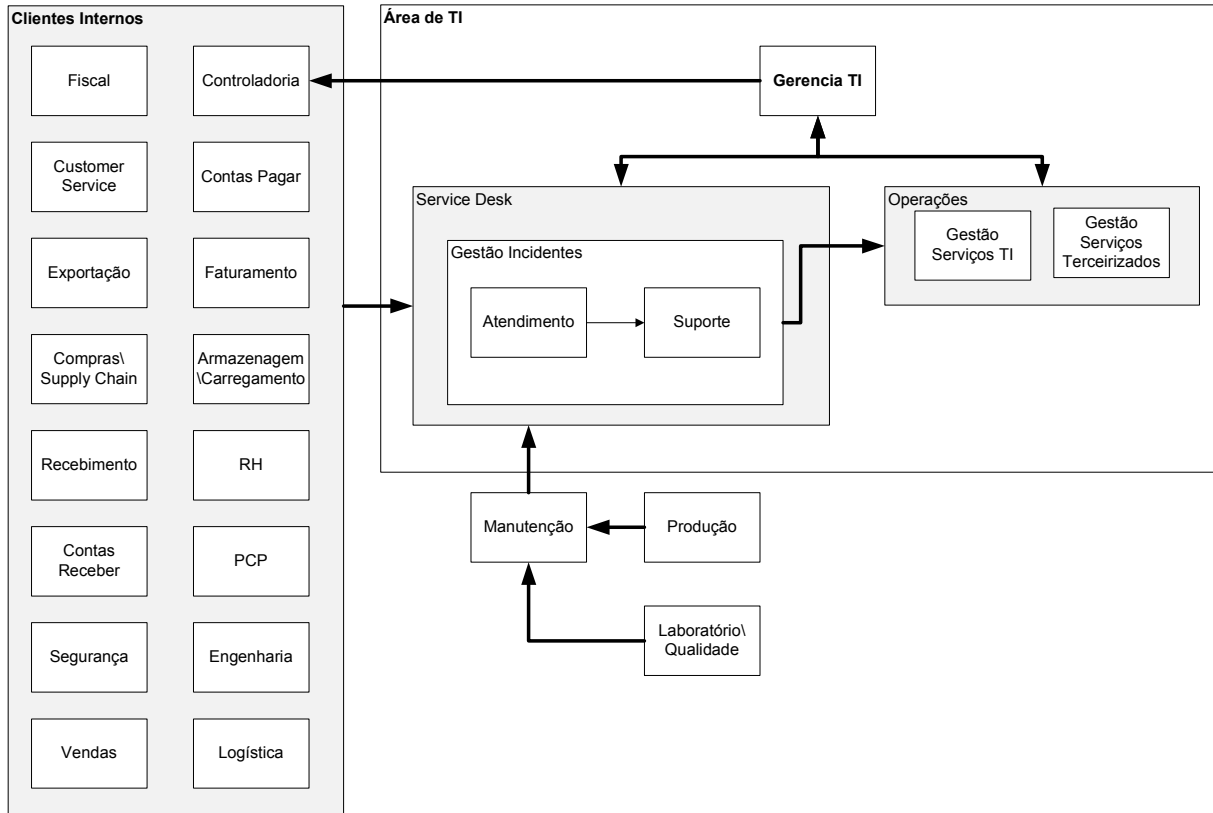 Clientes Internos
Fiscal
Controladoria
Customer
Service
Contas Pagar
Exportação
Faturamento
Compras\
Supply Chain
Armazenagem
\Carregamento
Recebimento
RH
Contas
Receber
PCP
Segurança
Engenharia
Vendas
Logística
Área de TI
Gerencia TI
Service Desk
Gestão Incidentes
Atendimento
Suporte
Operações
Gestão
Serviços TI
Gestão
Serviços
Terceirizados
Manutenção
Produção
Laboratório\
Qualidade